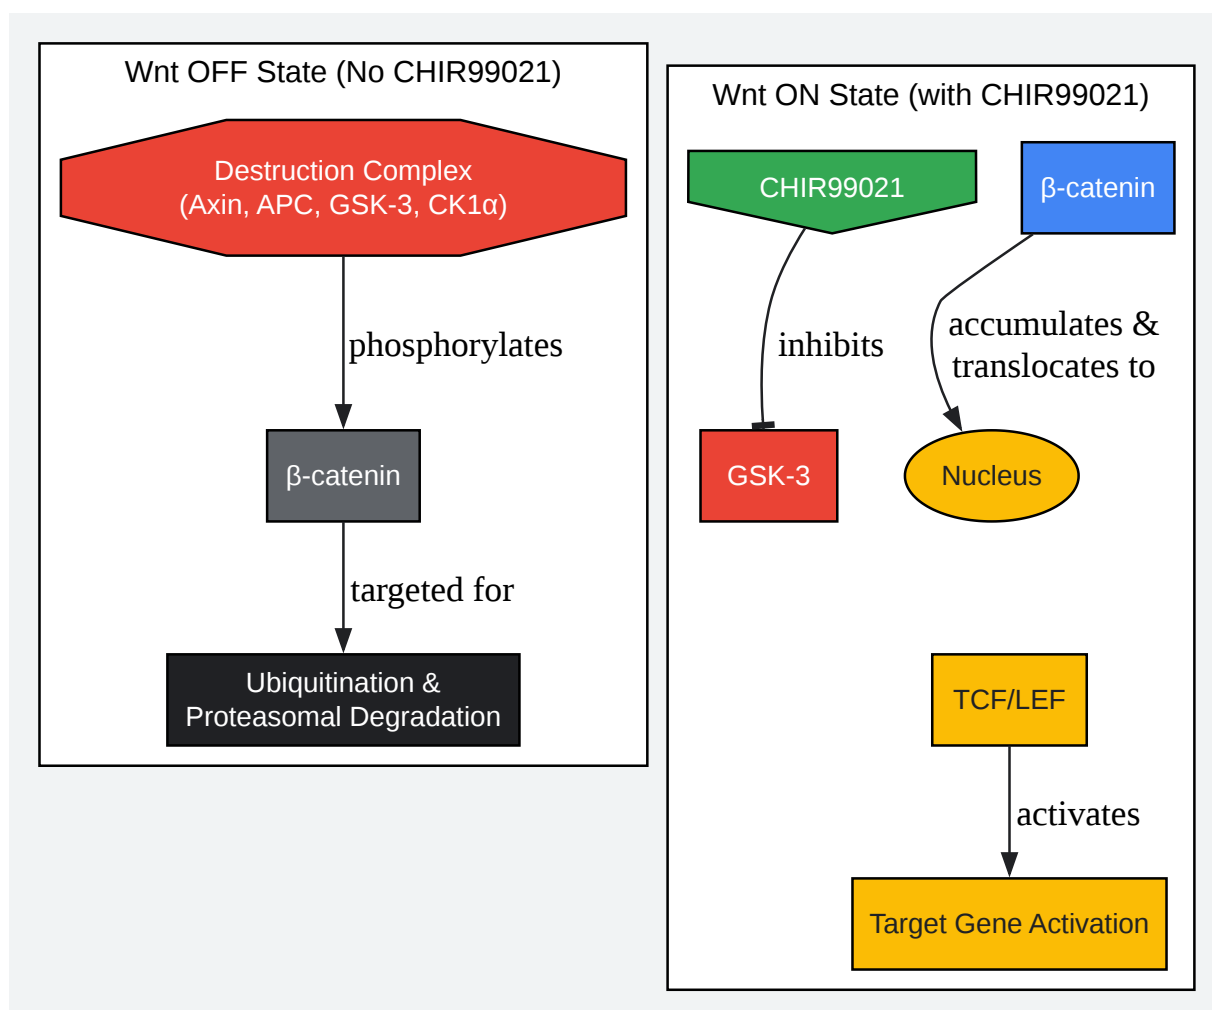 Wnt OFF State (No CHIR99021)
Destruction Complex
(Axin, APC, GSK-3, CK1α)
phosphorylates
β-catenin
targeted for
Ubiquitination &
Proteasomal Degradation
Wnt ON State (with CHIR99021)
CHIR99021
β-catenin
inhibits
accumulates &
translocates to
GSK-3
Nucleus
TCF/LEF
activates
Target Gene Activation